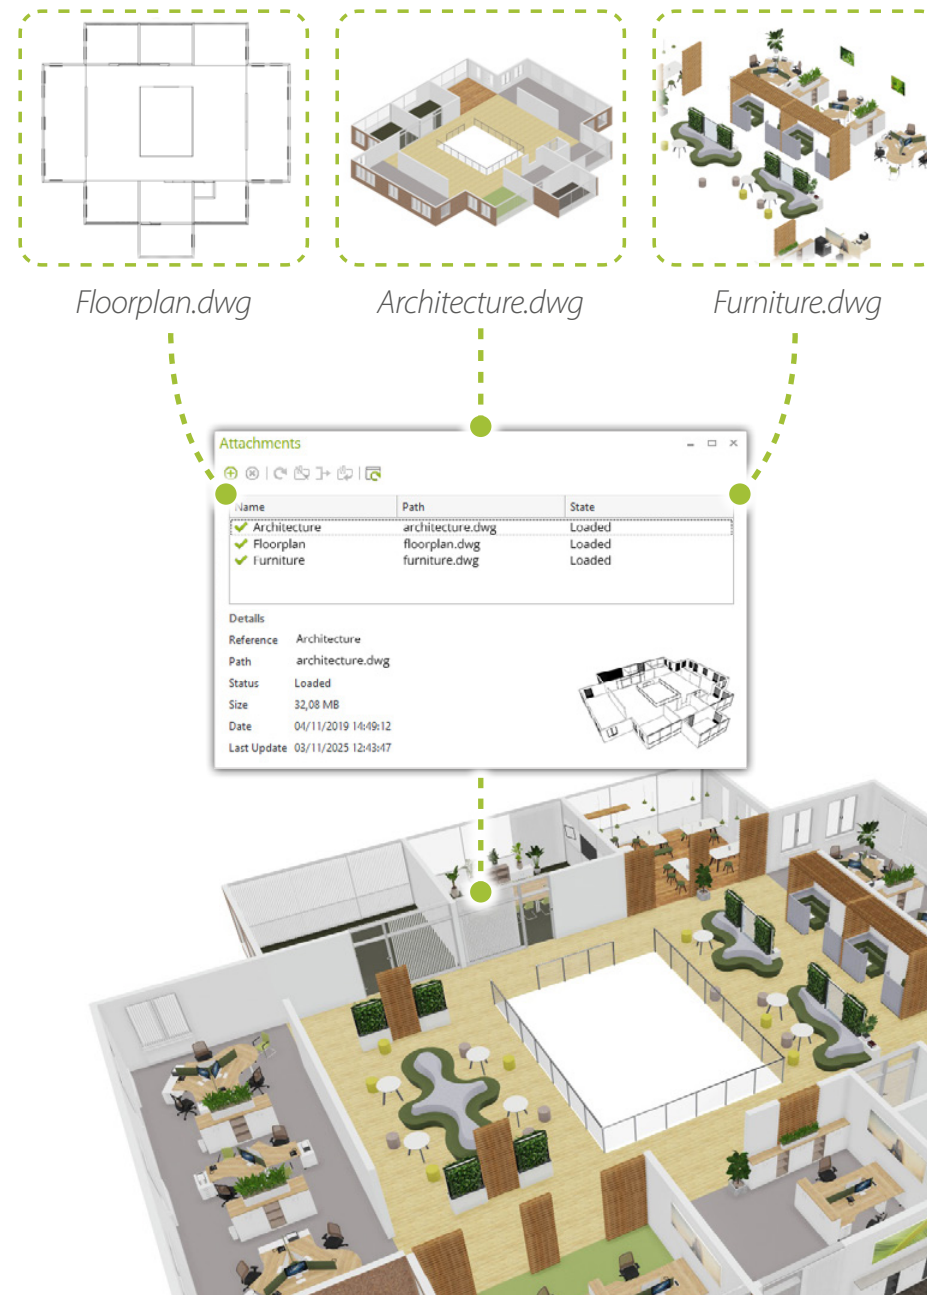 Floorplan.dwg Architecture.dwg Furniture.dwg
Attachments
Name Path State
Architecture architecture.dwg Loaded
Floorplan floorplan.dwg Loaded
Furniture furniture.dwg Loaded
Details
Reference Architecture
Path architecture.dwg
Status Loaded
Size 32,08 MB
Date 04/11/2019 14:49:12
Last Update 03/11/2025 12:43:47